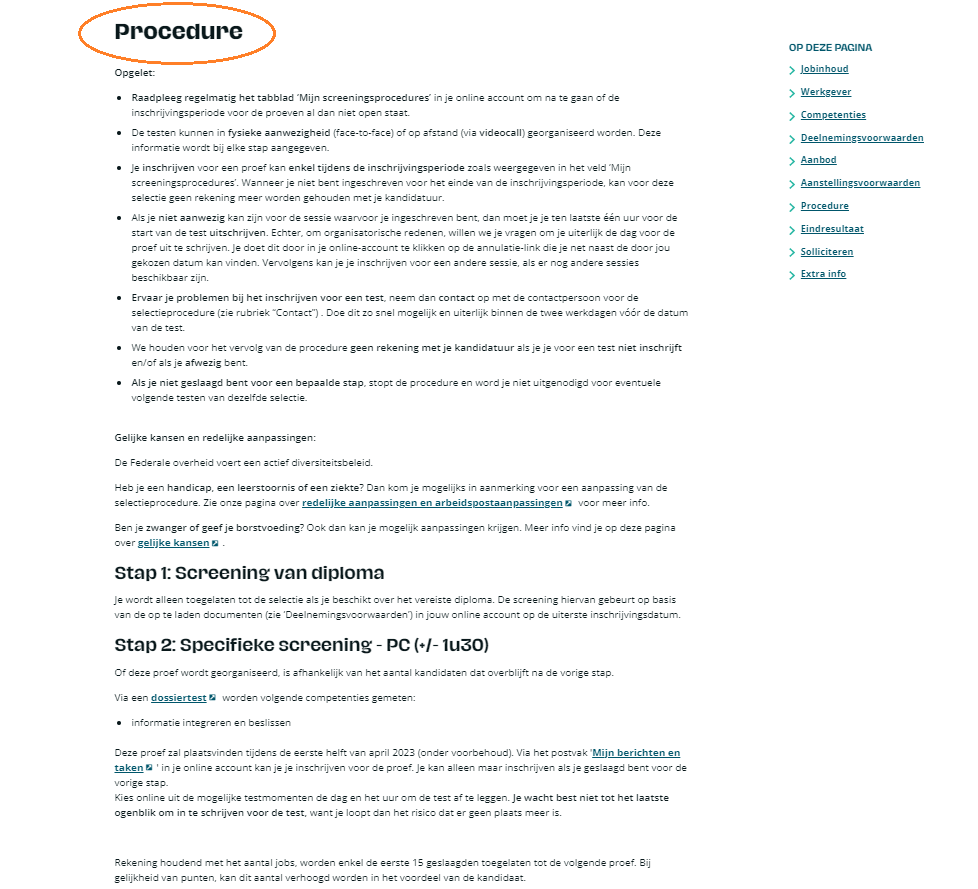 Procedure
Opgelet:
Raadpleeg regelmatig het tabblad ‘Mijn screeningsprocedures’ in je online account om na te gaan of de
inschrijvingsperiode voor de proeven al dan niet open staat.
De testen kunnen in fysieke aanwezigheid (face-to-face) of op afstand (via videocall) georganiseerd worden. Deze
informatie wordt bij elke stap aangegeven.
Je inschrijven voor een proef kan enkel tijdens de inschrijvingsperiode zoals weergegeven in het veld ‘Mijn
screeningsprocedures’. Wanneer je niet bent ingeschreven voor het einde van de inschrijvingsperiode, kan voor deze
selectie geen rekening meer worden gehouden met je kandidatuur.
Als je niet aanwezig kan zijn voor de sessie waarvoor je ingeschreven bent, dan moet je je ten laatste één uur voor de
start van de test uitschrijven. Echter, om organisatorische redenen, willen we je vragen om je uiterlijk de dag voor de
proef uit te schrijven. Je doet dit door in je online-account te klikken op de annulatie-link die je net naast de door jou
gekozen datum kan vinden. Vervolgens kan je je inschrijven voor een andere sessie, als er nog andere sessies
beschikbaar zijn.
Ervaar je problemen bij het inschrijven voor een test, neem dan contact op met de contactpersoon voor de
selectieprocedure (zie rubriek “Contact”) . Doe dit zo snel mogelijk en uiterlijk binnen de twee werkdagen vóór de datum
van de test.
We houden voor het vervolg van de procedure geen rekening met je kandidatuur als je je voor een test niet inschrijft
en/of als je afwezig bent.
Als je niet geslaagd bent voor een bepaalde stap, stopt de procedure en word je niet uitgenodigd voor eventuele
volgende testen van dezelfde selectie.
Gelijke kansen en redelijke aanpassingen:
De Federale overheid voert een actief diversiteitsbeleid.
Heb je een handicap, een leerstoornis of een ziekte? Dan kom je mogelijks in aanmerking voor een aanpassing van de
selectieprocedure. Zie onze pagina over redelijke aanpassingen en arbeidspostaanpassingen voor meer info.
Ben je zwanger of geef je borstvoeding? Ook dan kan je mogelijk aanpassingen krijgen. Meer info vind je op deze pagina
over gelijke kansen .
Stap 1: Screening van diploma
Je wordt alleen toegelaten tot de selectie als je beschikt over het vereiste diploma. De screening hiervan gebeurt op basis
van de op te laden documenten (zie ‘Deelnemingsvoorwaarden’) in jouw online account op de uiterste inschrijvingsdatum.
Stap 2: Specifieke screening - PC (+/- 1u30)
Of deze proef wordt georganiseerd, is afhankelijk van het aantal kandidaten dat overblijft na de vorige stap.
Via een dossiertest worden volgende competenties gemeten:
informatie integreren en beslissen
Deze proef zal plaatsvinden tijdens de eerste helft van april 2023 (onder voorbehoud). Via het postvak 'Mijn berichten en
taken ' in je online account kan je je inschrijven voor de proef. Je kan alleen maar inschrijven als je geslaagd bent voor de
vorige stap.
Kies online uit de mogelijke testmomenten de dag en het uur om de test af te leggen. Je wacht best niet tot het laatste
ogenblik om in te schrijven voor de test, want je loopt dan het risico dat er geen plaats meer is.
Rekening houdend met het aantal jobs, worden enkel de eerste 15 geslaagden toegelaten tot de volgende proef. Bij
gelijkheid van punten, kan dit aantal verhoogd worden in het voordeel van de kandidaat.
OP DEZE PAGINA
Jobinhoud
Werkgever
Competenties
Deelnemingsvoorwaarden
Aanbod
Aanstellingsvoorwaarden
Procedure
Eindresultaat
Solliciteren
Extra info